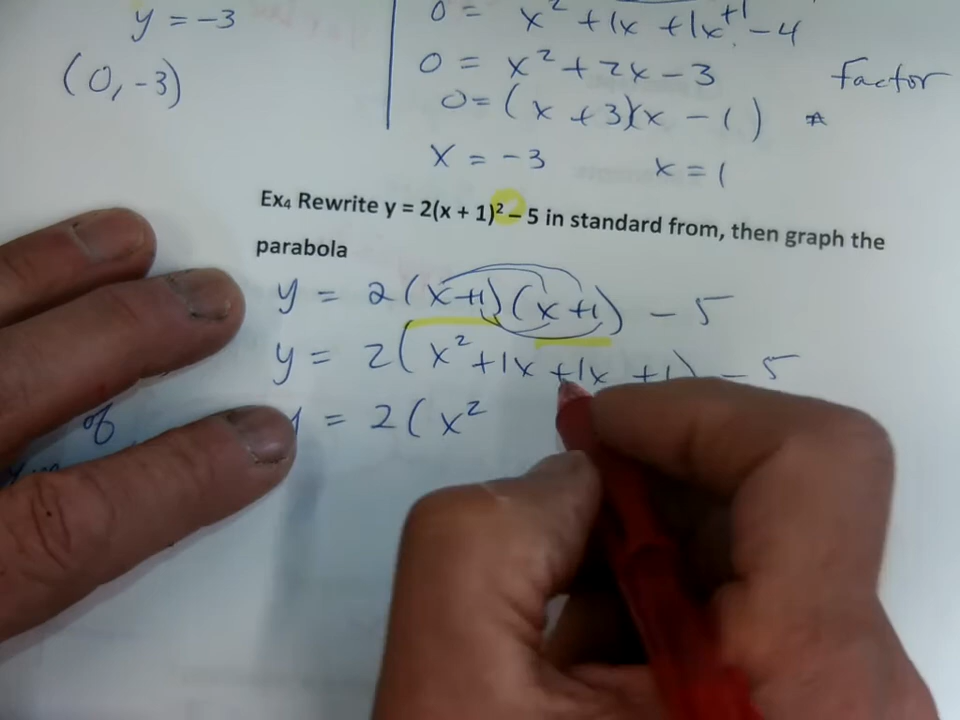 y = -3
(0, -3)
0 = x² + 1x + 1x +1 - 4
0 = x² + 2x - 3 Factor
0 = (x + 3)(x - 1) *
x = -3 x = 1
Ex₄ Rewrite y = 2(x + 1)² – 5 in standard from, then graph the
parabola
y = 2(x+1)(x+1) - 5
y = 2(x² + 1x + 1x + 1) - 5
of = 2(x²